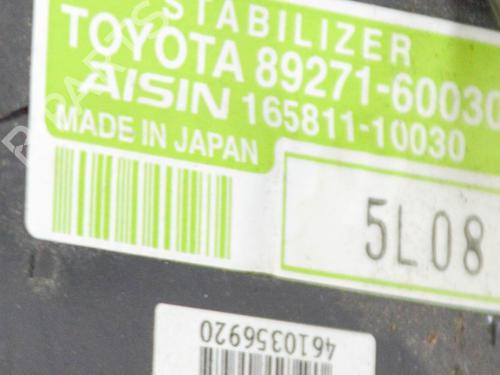 STABILIZER
TOYOTA 89271-60030
AISIN 165811-10030
MADE IN JAPAN
5L08
4610356920